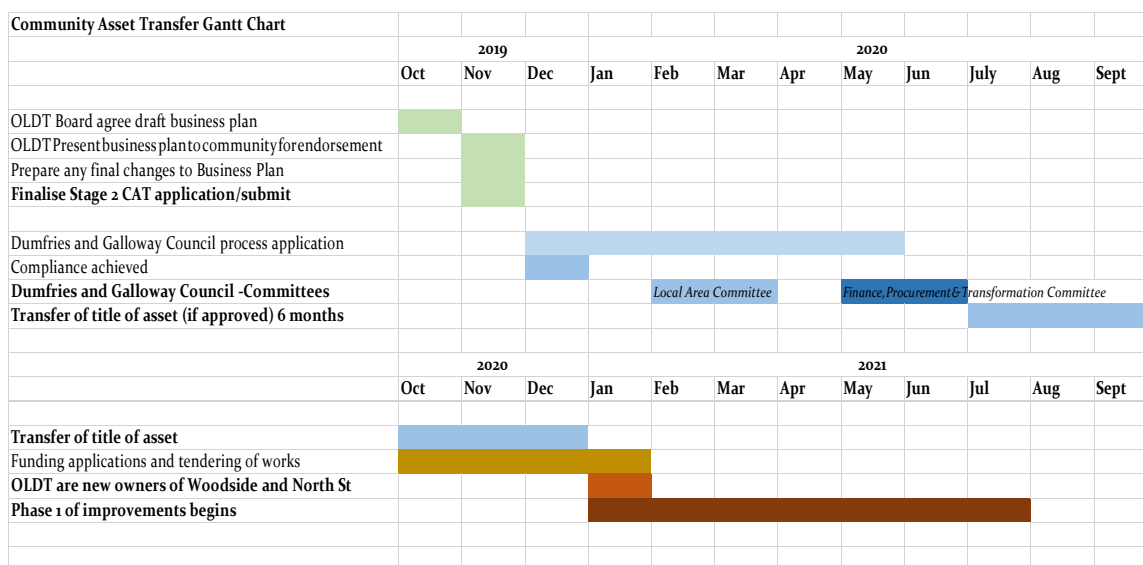 Community Asset Transfer Gantt Chart
2019 2020
Oct Nov Dec Jan Feb Mar Apr May Jun July Aug Sept
OLDT Board agree draft business plan
OLDT Present business plan to community for endorsement
Prepare any final changes to Business Plan
Finalise Stage 2 CAT application/submit
Dumfries and Galloway Council process application
Compliance achieved
Dumfries and Galloway Council -Committees Local Area Committee Finance, Procurement & Transformation Committee
Transfer of title of asset (if approved) 6 months
2020 2021
Oct Nov Dec Jan Feb Mar Apr May Jun Jul Aug Sept
Transfer of title of asset
Funding applications and tendering of works
OLDT are new owners of Woodside and North St
Phase 1 of improvements begins